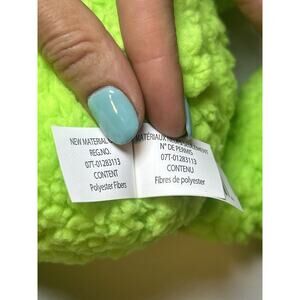 NEW MATERIAL
REG.NO.
07T-01283113
CONTENT
Polyester Fibers
MATÉRIAUX
N° DE PERMIS
07T-01283113
CONTENU
Fibres de polyester